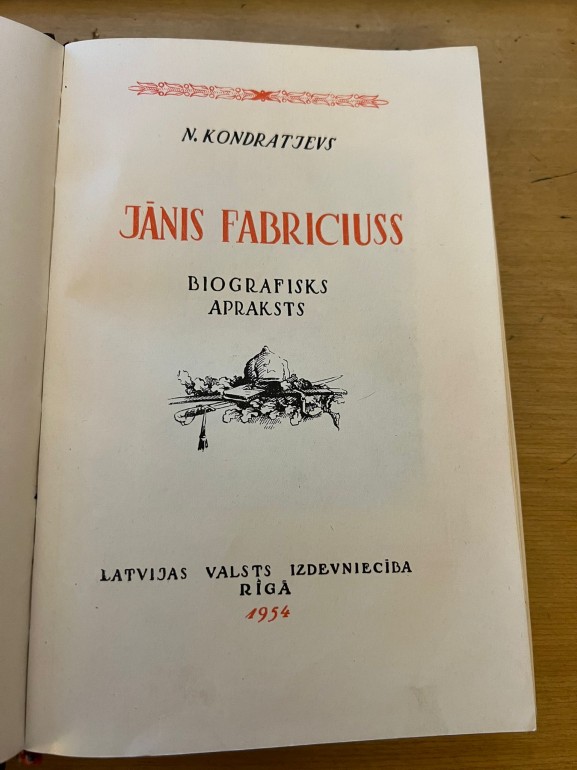 N. KONDRATJEVS
JĀNIS FABRICIUSS
BIOGRAFISKS
APRAKSTS
LATVIJAS VALSTS IZDEVNIECĪBA
RĪGĀ
1954